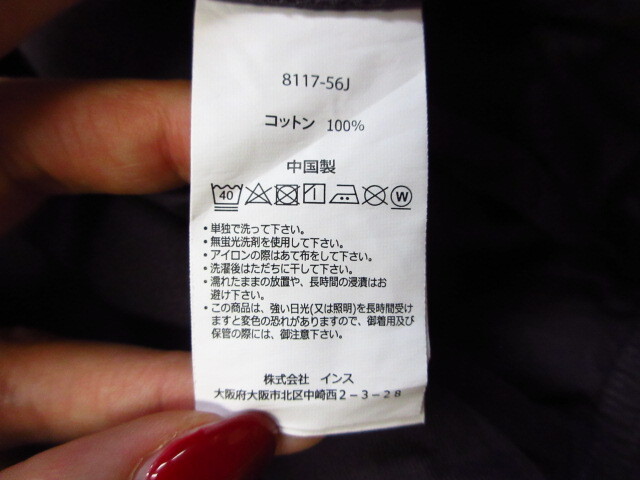 8117-56J
コットン 100%
中国製
40 W
・単独で洗って下さい。
・無蛍光洗剤を使用して下さい。
・アイロンの際はあて布をして下さい。
・洗濯後はただちに干して下さい。
・濡れたままの放置や、長時間の浸漬はお
避け下さい。
・この商品は、強い日光(又は照明)を長時間受け
ますと変色の恐れがありますので、御着用及び
保管の際には、御注意下さい。
株式会社 インス
大阪府大阪市北区中崎西2-3-28